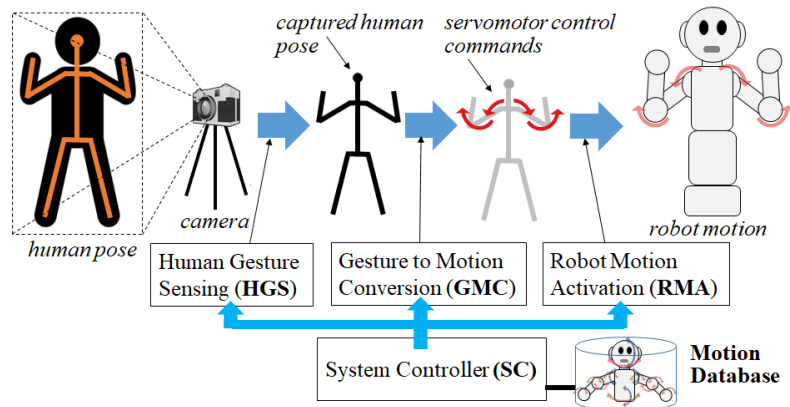 captured human
pose
servomotor control
commands
camera
human pose
robot motion
Human Gesture
Sensing (HGS)
Gesture to Motion
Conversion (GMC)
Robot Motion
Activation (RMA)
System Controller (SC)
Motion
Database